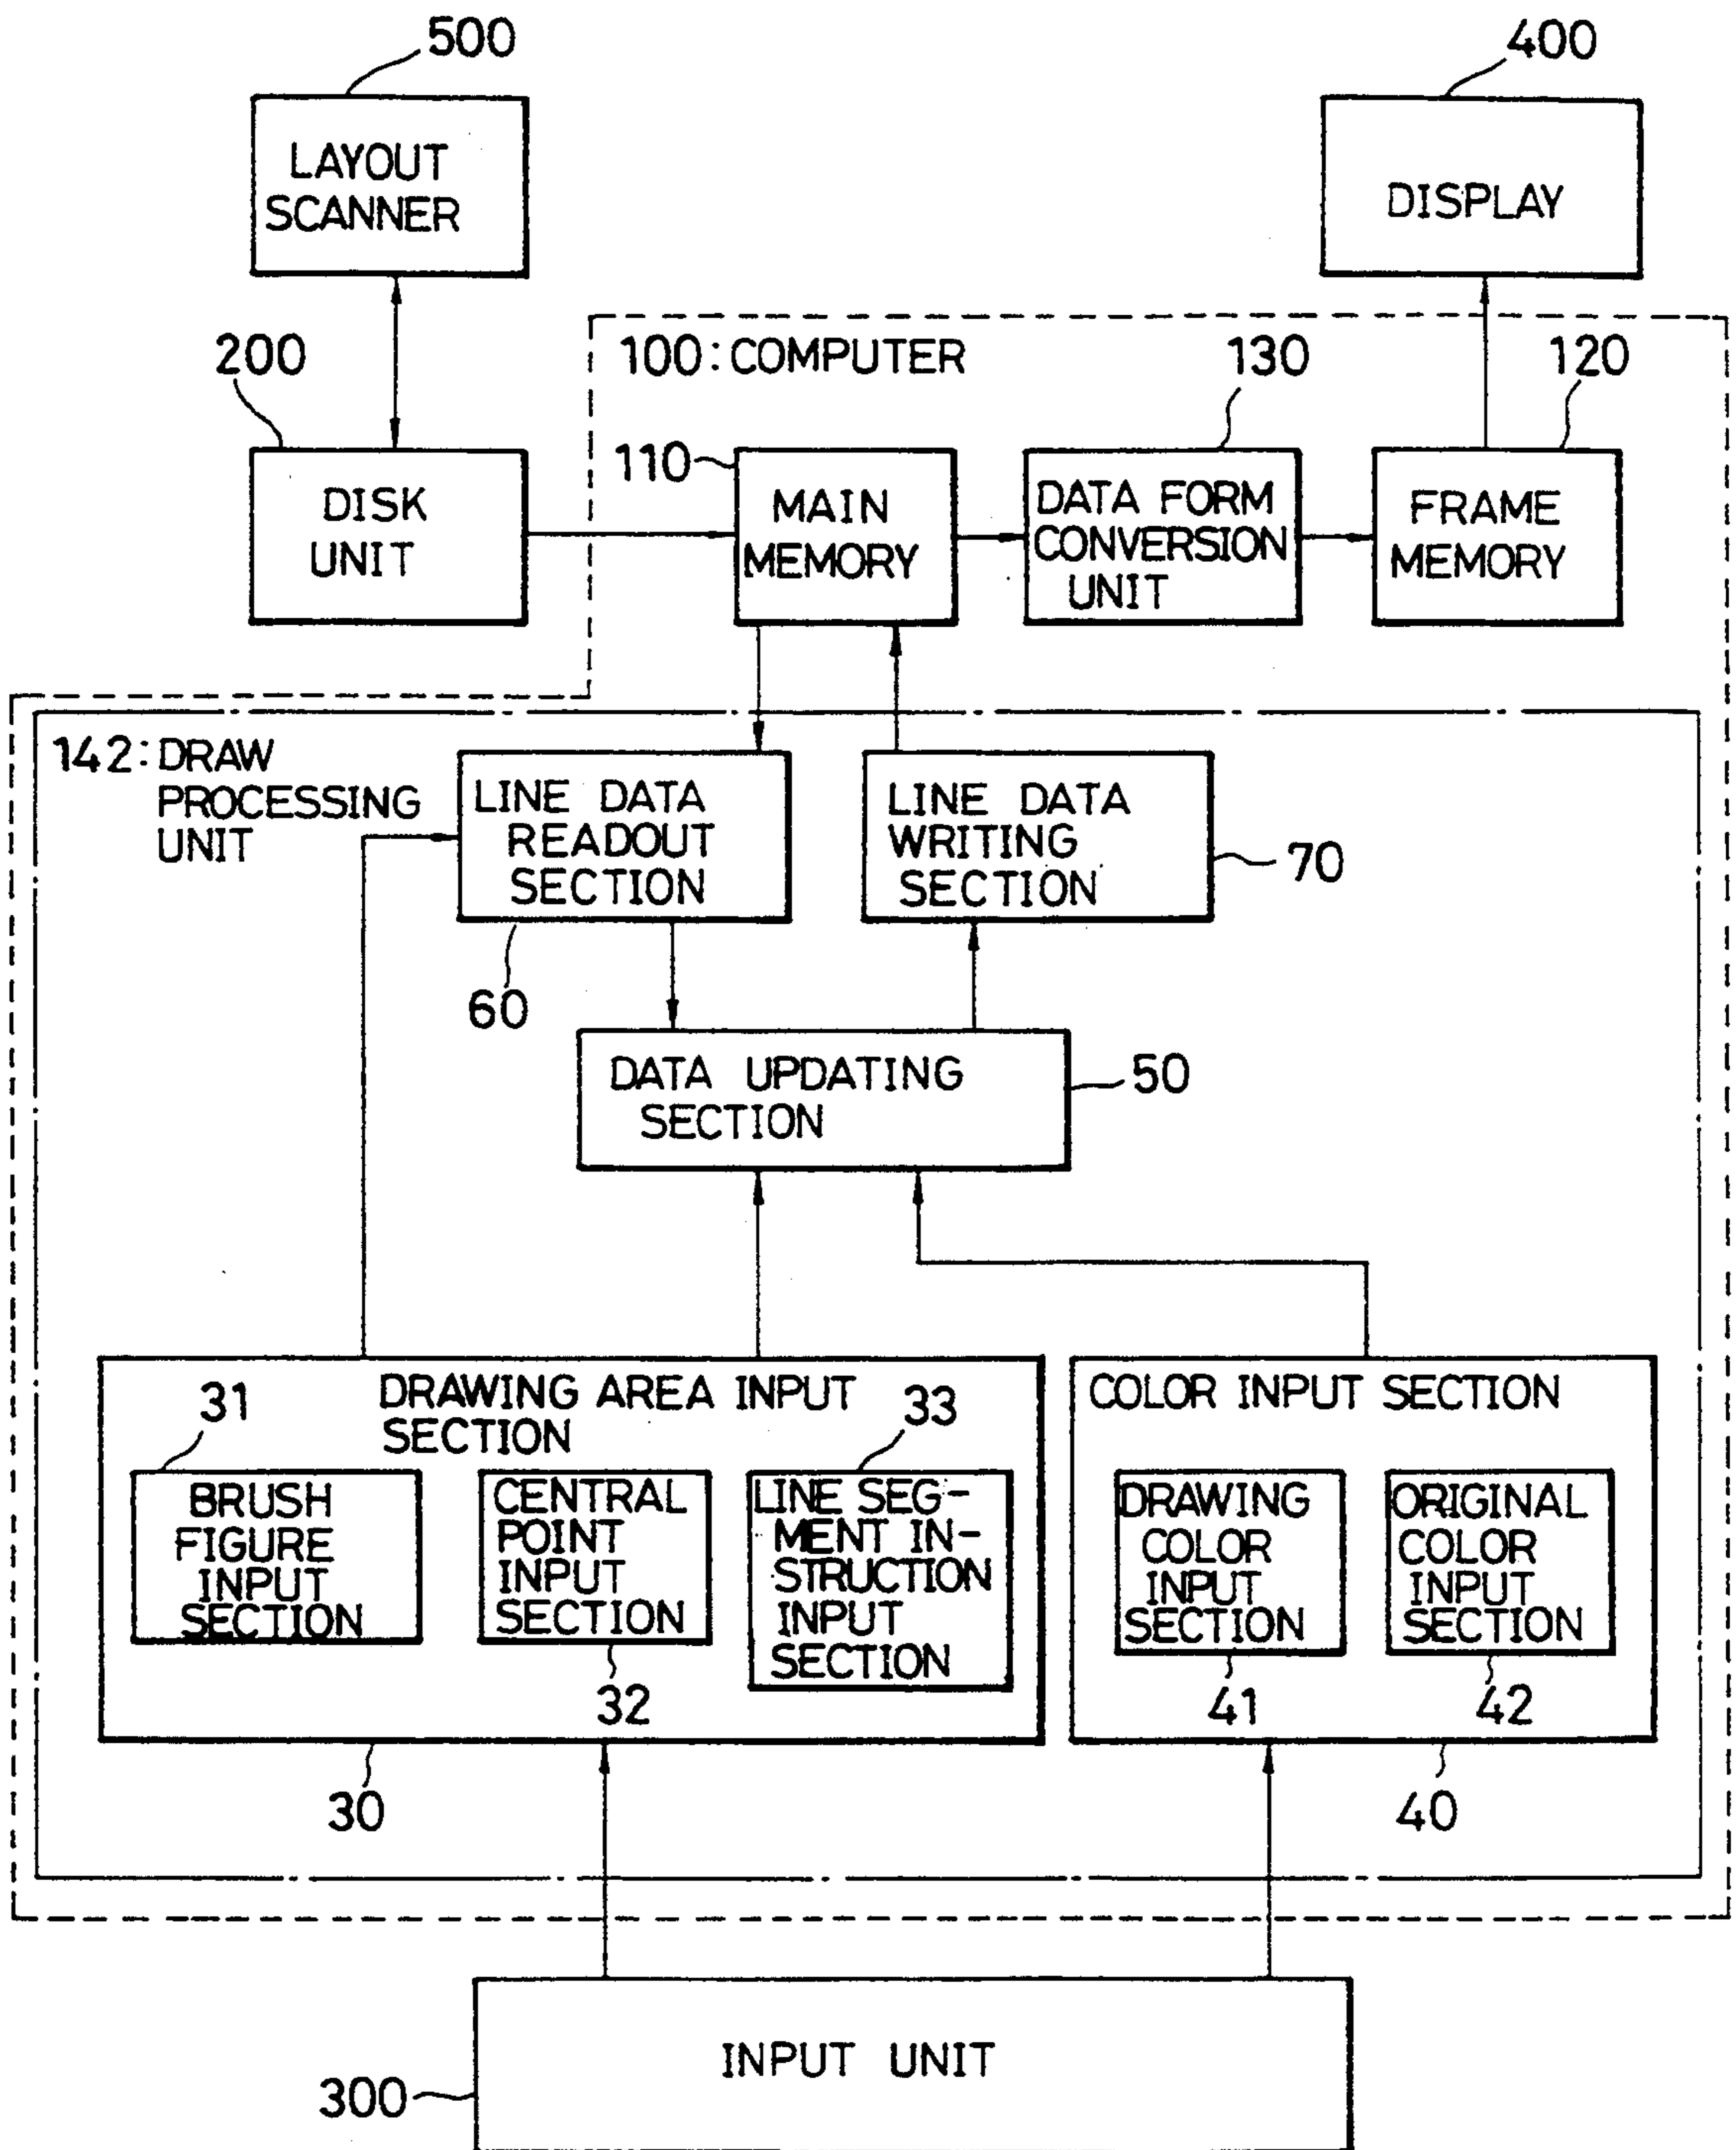 500
400
LAYOUT
SCANNER
DISPLAY
200
100: COMPUTER
130
120
110
DISK
UNIT
MAIN
MEMORY
DATA FORM
CONVERSION
UNIT
FRAME
MEMORY
142: DRAW
PROCESSING
UNIT
LINE DATA
READOUT
SECTION
LINE DATA
WRITING
SECTION
70
60
DATA UPDATING
SECTION
50
DRAWING AREA INPUT
SECTION
31
33
BRUSH
FIGURE
INPUT
SECTION
CENTRAL
POINT
INPUT
SECTION
LINE SEG-
MENT IN-
STRUCTION
INPUT
SECTION
32
30
COLOR INPUT SECTION
DRAWING
COLOR
INPUT
SECTION
ORIGINAL
COLOR
INPUT
SECTION
41
42
40
INPUT UNIT
300